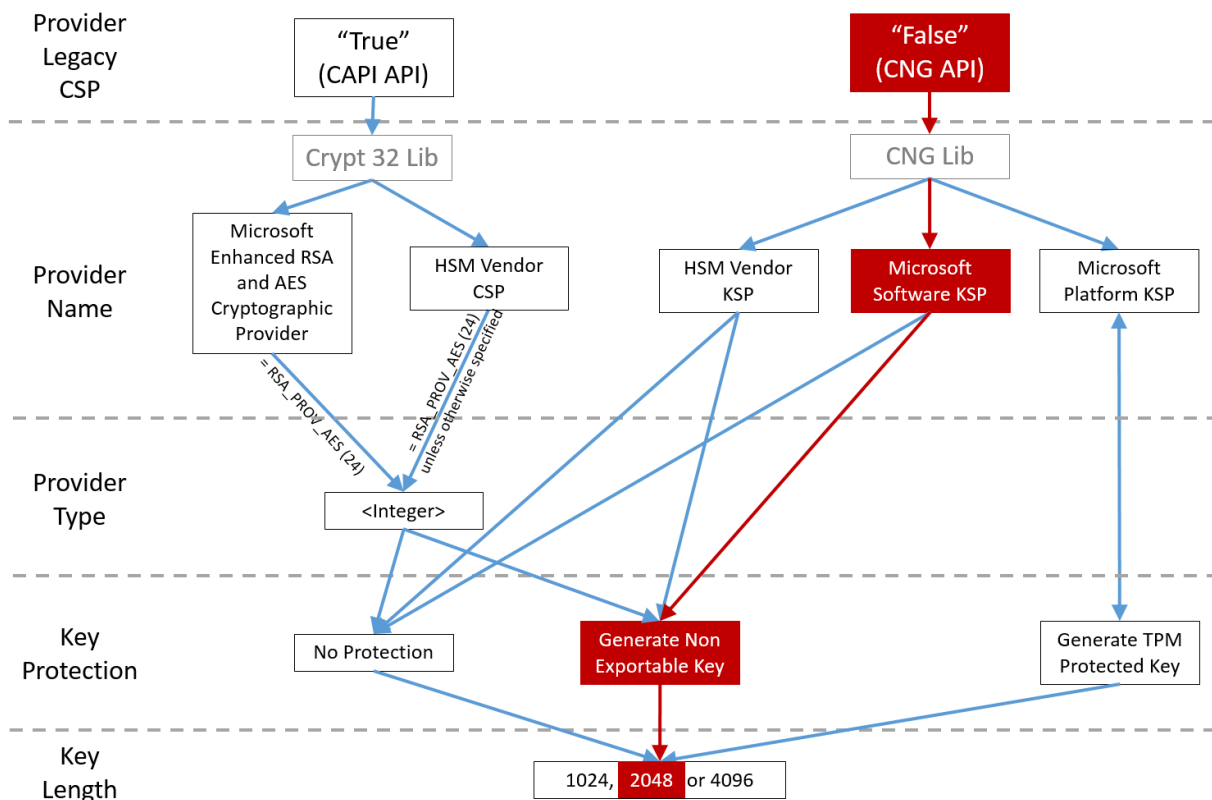 Provider
Legacy
CSP
“True”
(CAPI API)
“False”
(CNG API)
Crypt 32 Lib
CNG Lib
Provider
Name
Microsoft
Enhanced RSA
and AES
Cryptographic
Provider
HSM Vendor
CSP
HSM Vendor
KSP
Microsoft
Software KSP
Microsoft
Platform KSP
= RSA_PROV_AES (24)
= RSA_PROV_AES (24)
unless otherwise specified
Provider
Type
<Integer>
Key
Protection
No Protection
Generate Non
Exportable Key
Generate TPM
Protected Key
Key
Length
1024, 2048 or 4096